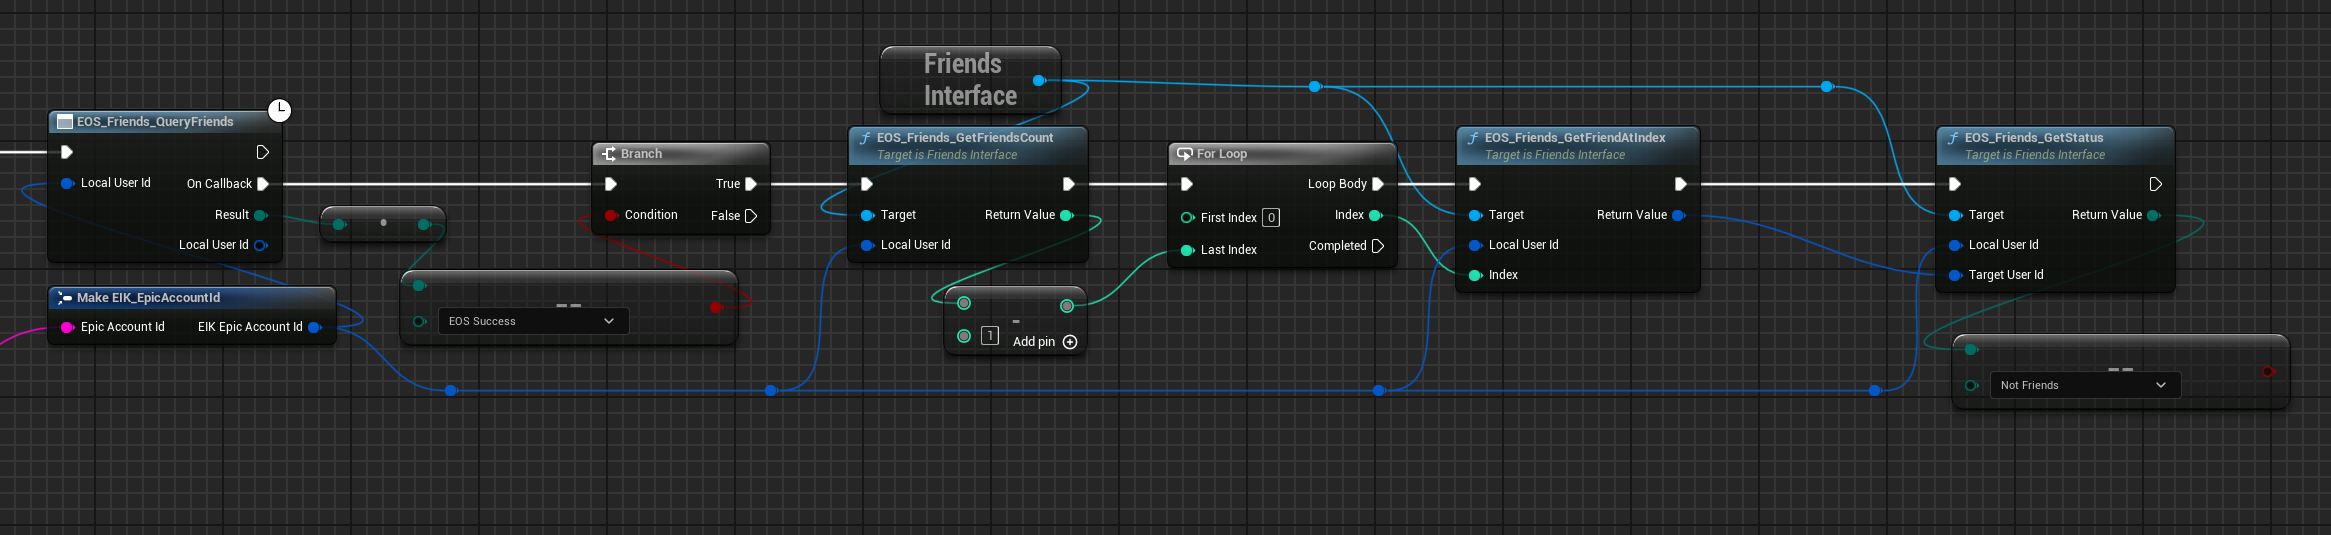 Friends
Interface
EOS_Friends_QueryFriends
Local User Id
On Callback
Result
Local User Id
Make EIK_EpicAccountId
Epic Account Id
EIK Epic Account Id
==
EOS Success
Branch
True
Condition
False
EOS_Friends_GetFriendsCount
Target is Friends Interface
Target
Return Value
Local User Id
-
1
Add pin
For Loop
Loop Body
First Index 0
Index
Last Index
Completed
EOS_Friends_GetFriendAtIndex
Target is Friends Interface
Target
Return Value
Local User Id
Index
EOS_Friends_GetStatus
Target is Friends Interface
Target
Return Value
Local User Id
Target User Id
==
Not Friends